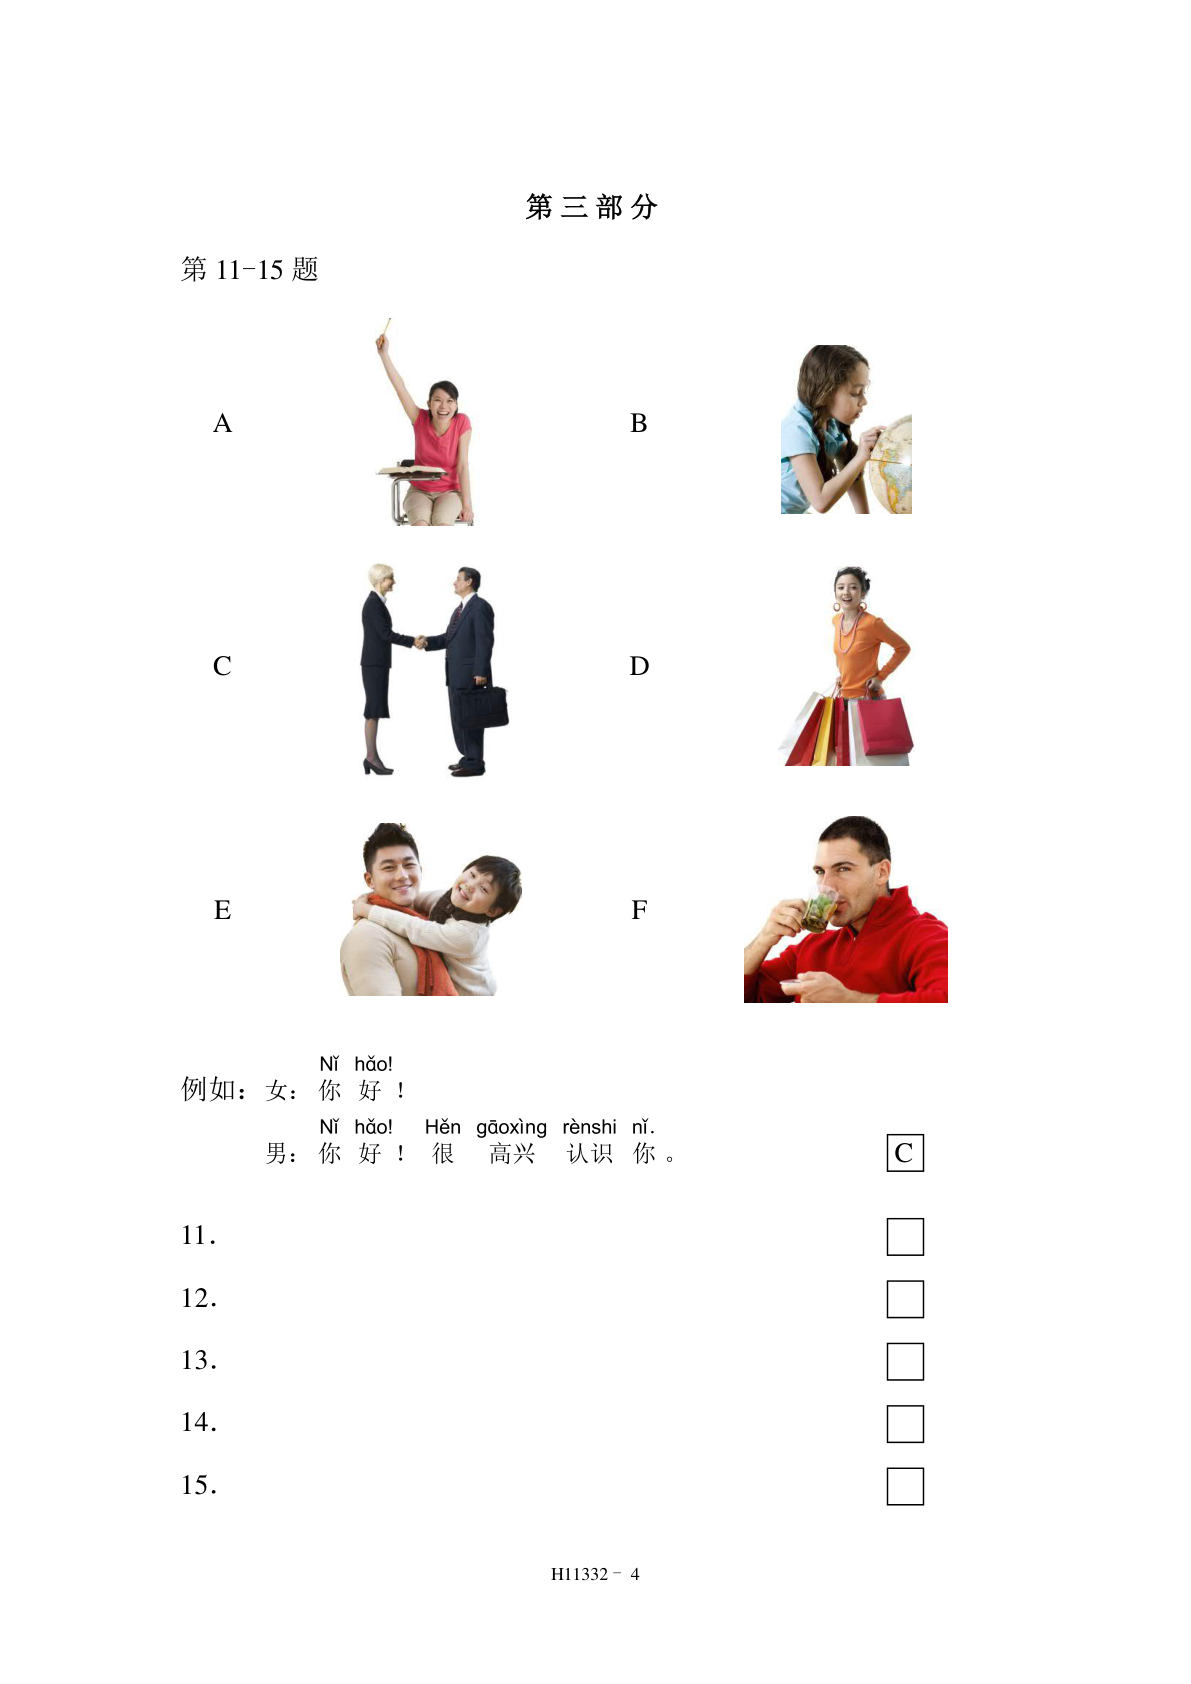 第三部分
第 11-15 题
A
B
C
D
E
F
Nǐ hǎo!
例如：女：你 好 ！
Nǐ hǎo! Hěn gāoxìng rènshi nǐ.
男：你 好 ！ 很 高兴 认识 你 。
C
11.
12.
13.
14.
15.
H11332- 4